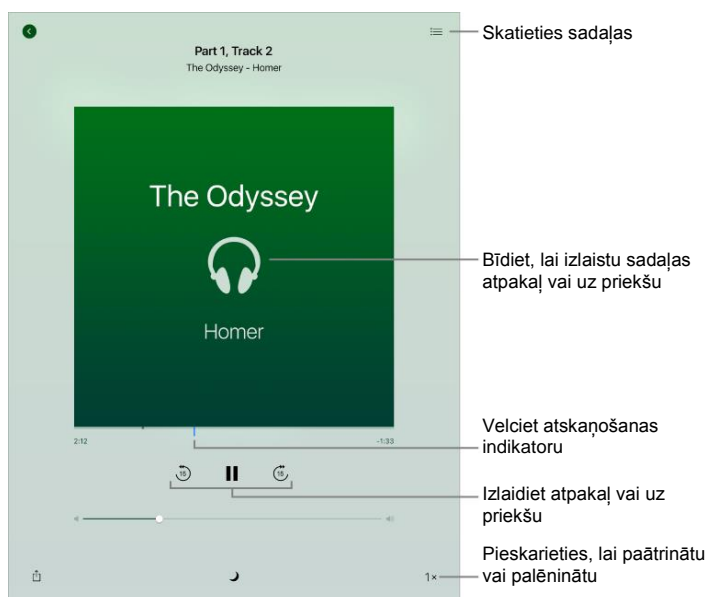 Skatieties sadaļas
Part 1, Track 2
The Odyssey - Homer
The Odyssey
Bīdiet, lai izlaistu sadaļas
atpakaļ vai uz priekšu
Homer
Velciet atskaņošanas
indikatoru
2:12
-1:33
15
15
Izlaidiet atpakaļ vai uz
priekšu
Pieskarieties, lai paātrinātu
vai palēninātu
1×